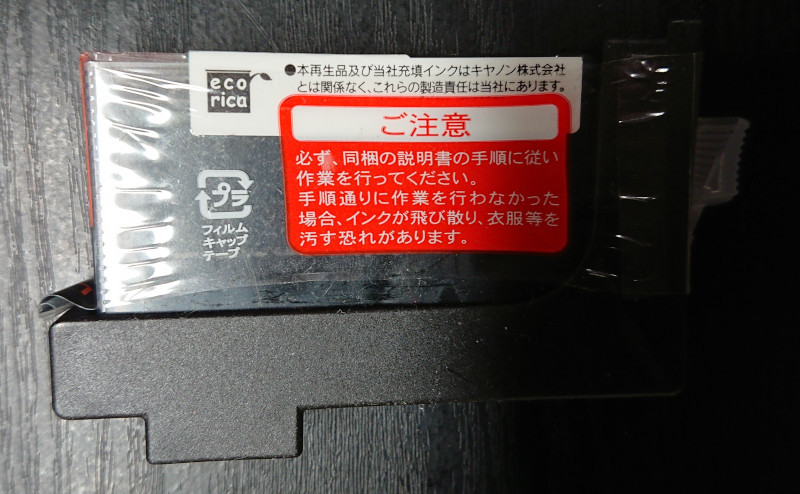 eco
rica
●本再生品及び当社充填インクはキヤノン株式会社
とは関係なく、これらの製造責任は当社にあります。
ご注意
必ず、同梱の説明書の手順に従い
作業を行ってください。
手順通りに作業を行わなかった
場合、インクが飛び散り、衣服等を
汚す恐れがあります。
プラ
フィルム
キャップ
テープ